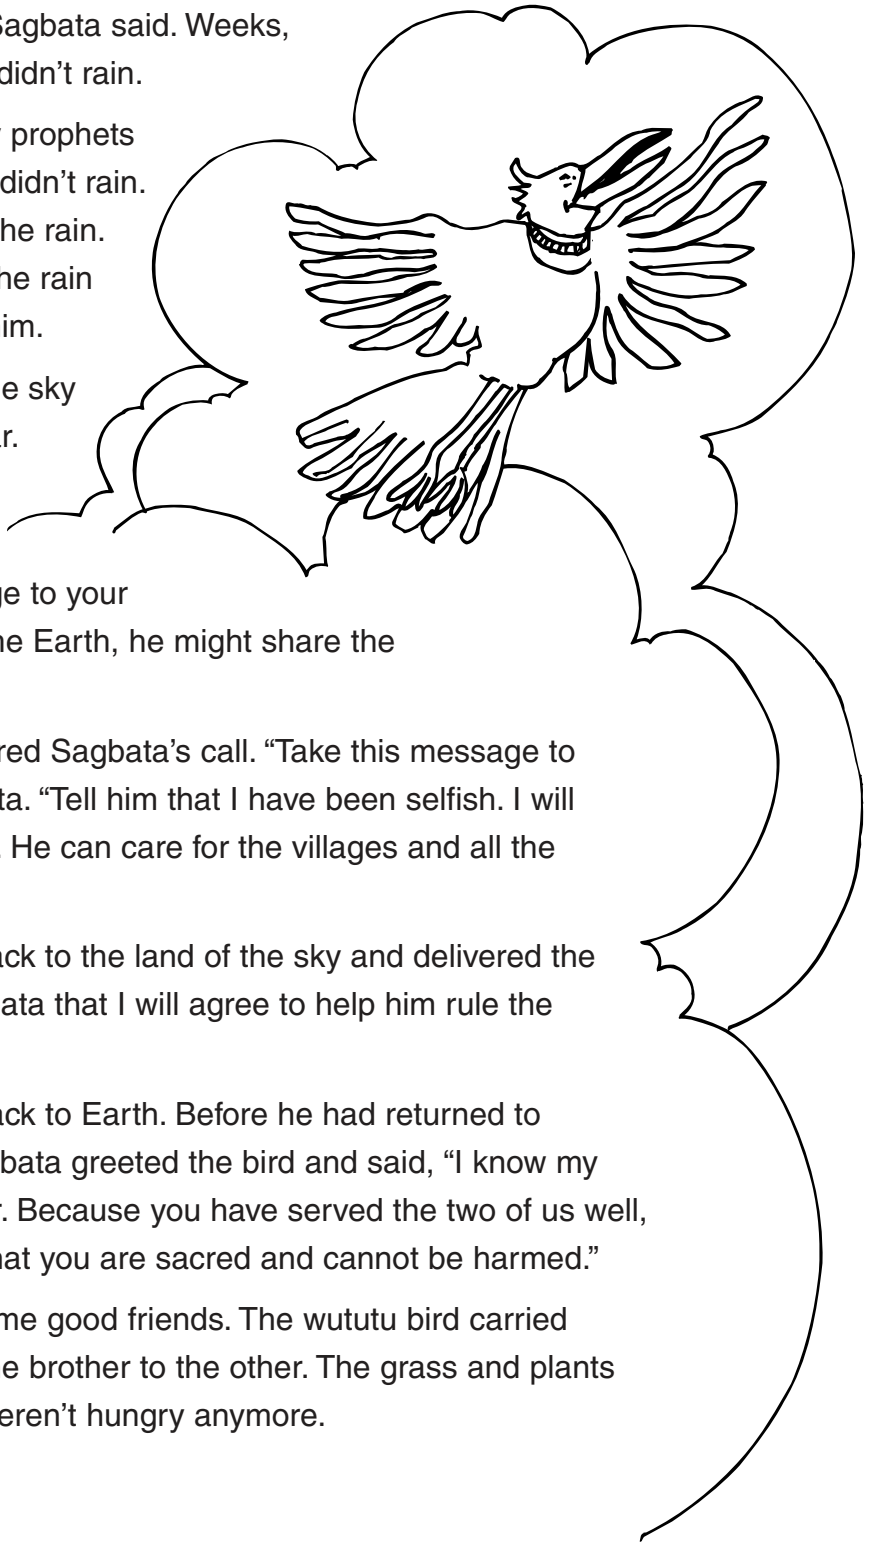 Sagbata said. Weeks,
didn’t rain.
prophets
didn’t rain.
he rain.
he rain
im.
e sky
r.
ge to your
he Earth, he might share the
red Sagbata’s call. “Take this message to
ta. “Tell him that I have been selfish. I will
. He can care for the villages and all the
ack to the land of the sky and delivered the
ata that I will agree to help him rule the
ack to Earth. Before he had returned to
bata greeted the bird and said, “I know my
r. Because you have served the two of us well,
hat you are sacred and cannot be harmed.”
me good friends. The wututu bird carried
e brother to the other. The grass and plants
eren’t hungry anymore.